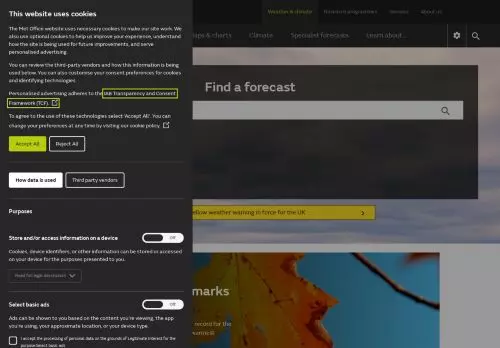 This website uses cookies
The Met Office website uses necessary cookies to make our site work. We
also use optional cookies to help us improve your experience, understand
how the site is being used for future improvements, and serve
personalised advertising.
You can review the third-party vendors and how this information is being
used below. You can also customise your consent preferences for cookies
and identifying technologies.
Personalised advertising adheres to the IAB Transparency and Consent
Framework (TCF).
To agree to the use of these technologies select 'Accept All'. You can
change your preferences at any time by visiting our cookie policy.
Accept All
Reject All
How data is used
Third party vendors
Purposes
Store and/or access information on a device
Off
Cookies, device identifiers, or other information can be stored or accessed
on your device for the purposes presented to you.
Select basic ads
Off
Ads can be shown to you based on the content you're viewing, the app
you're using, your approximate location, or your device type.
I accept the processing of personal data on the grounds of Legitimate Interest for the
purpose Select basic ads
Weather & climate
Research programmes
Services
About us
& charts
Climate
Specialist forecasts
Learn about...
Find a forecast
ellow weather warning in force for the UK
marks
record for the